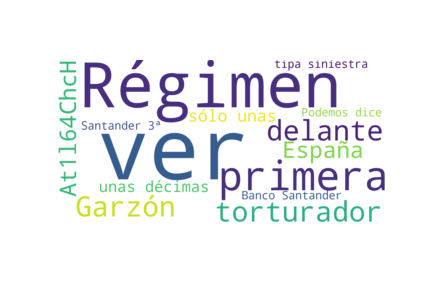 tipa siniestra
Régimen
sólo unas
Podemos dice
Santander 3ª
ver
delante
España
At1l64ChcH
primera
unas décimas
Banco Santander
Garzón
torturador